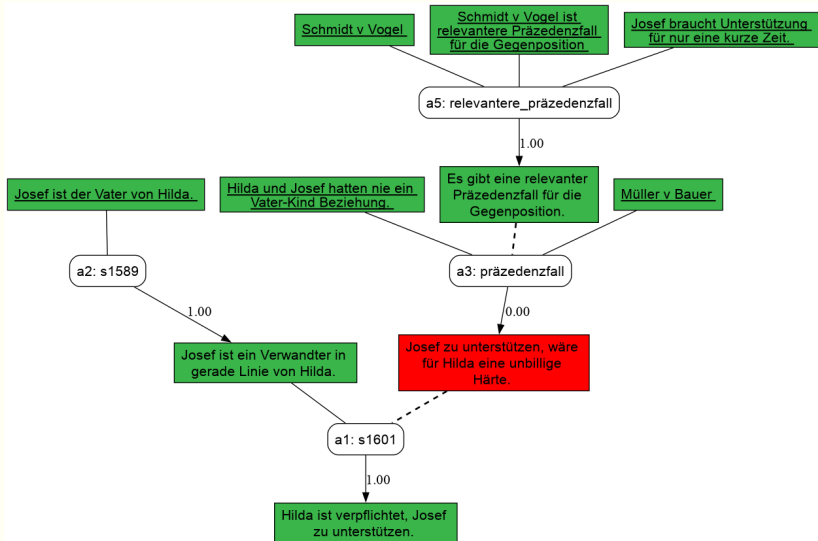 Schmidt v Vogel
Schmidt v Vogel ist
relevantere Präzedenzfall
für die Gegenposition
Josef braucht Unterstützung
für nur eine kurze Zeit.
a5: relevantere_präzedenzfall
1.00
Es gibt eine relevanter
Präzedenzfall für die
Gegenposition.
Josef ist der Vater von Hilda.
Hilda und Josef hatten nie ein
Vater-Kind Beziehung.
Müller v Bauer
a2: s1589
a3: präzedenzfall
1.00
0.00
Josef ist ein Verwandter in
gerade Linie von Hilda.
Josef zu unterstützen, wäre
für Hilda eine unbillige
Härte.
a1: s1601
1.00
Hilda ist verpflichtet, Josef
zu unterstützen.